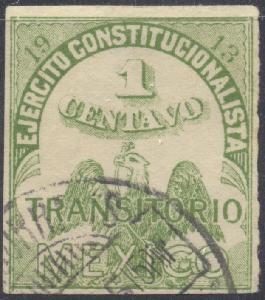 19 13
EJERCITO CONSTITUCIONALISTA
1
CENTAVO
TRANSITORIO
MEXICO